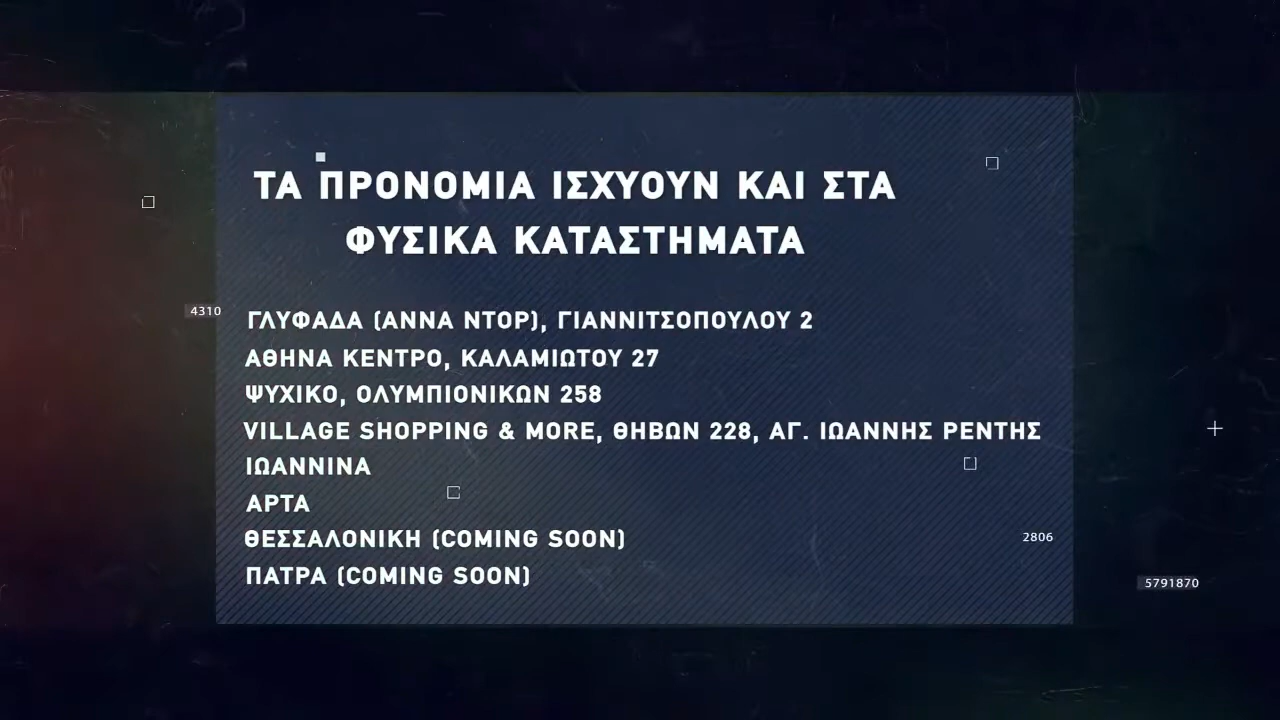 ΤΑ ΠΡΟΝΟΜΙΑ ΙΣΧΥΟΥΝ ΚΑΙ ΣΤΑ
ΦΥΣΙΚΑ ΚΑΤΑΣΤΗΜΑΤΑ
4310
ΓΛΥΦΑΔΑ (ΑΝΝΑ ΝΤΟΡ), ΓΙΑΝΝΙΤΣΟΠΟΥΛΟΥ 2
ΑΘΗΝΑ ΚΕΝΤΡΟ, ΚΑΛΑΜΙΩΤΟΥ 27
ΨΥΧΙΚΟ, ΟΛΥΜΠΙΟΝΙΚΩΝ 258
VILLAGE SHOPPING & MORE, ΘΗΒΩΝ 228, ΑΓ. ΙΩΑΝΝΗΣ ΡΕΝΤΗΣ
ΙΩΑΝΝΙΝΑ
ΑΡΤΑ
ΘΕΣΣΑΛΟΝΙΚΗ (COMING SOON)
2806
ΠΑΤΡΑ (COMING SOON)
5791870